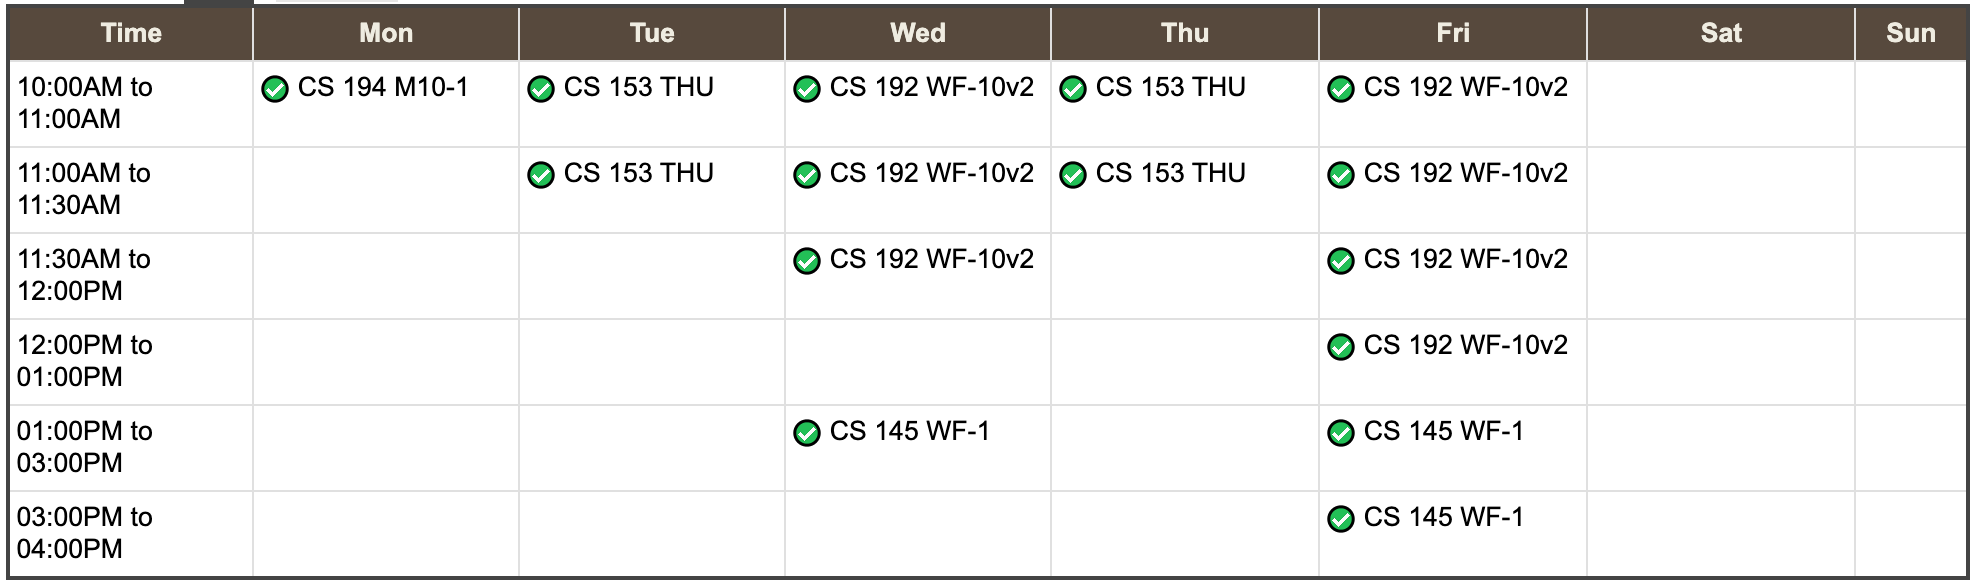 Time Mon Tue Wed Thu Fri Sat Sun
10:00AM to CS 194 M10-1 CS 153 THU CS 192 WF-10v2 CS 153 THU CS 192 WF-10v2
11:00AM
11:00AM to CS 153 THU CS 192 WF-10v2 CS 153 THU CS 192 WF-10v2
11:30AM
11:30AM to CS 192 WF-10v2 CS 192 WF-10v2
12:00PM
12:00PM to CS 192 WF-10v2
01:00PM
01:00PM to CS 145 WF-1 CS 145 WF-1
03:00PM
03:00PM to CS 145 WF-1
04:00PM